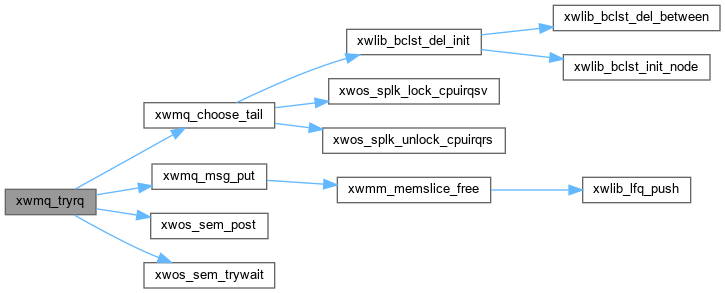 xwlib_bclst_del_between
xwlib_bclst_del_init
xwlib_bclst_init_node
xwos_splk_lock_cpuirqsv
xwmq_choose_tail
xwos_splk_unlock_cpuirqrs
xwmq_msg_put
xwmm_memslice_free
xwlib_lfq_push
xwmq_tryrq
xwos_sem_post
xwos_sem_trywait